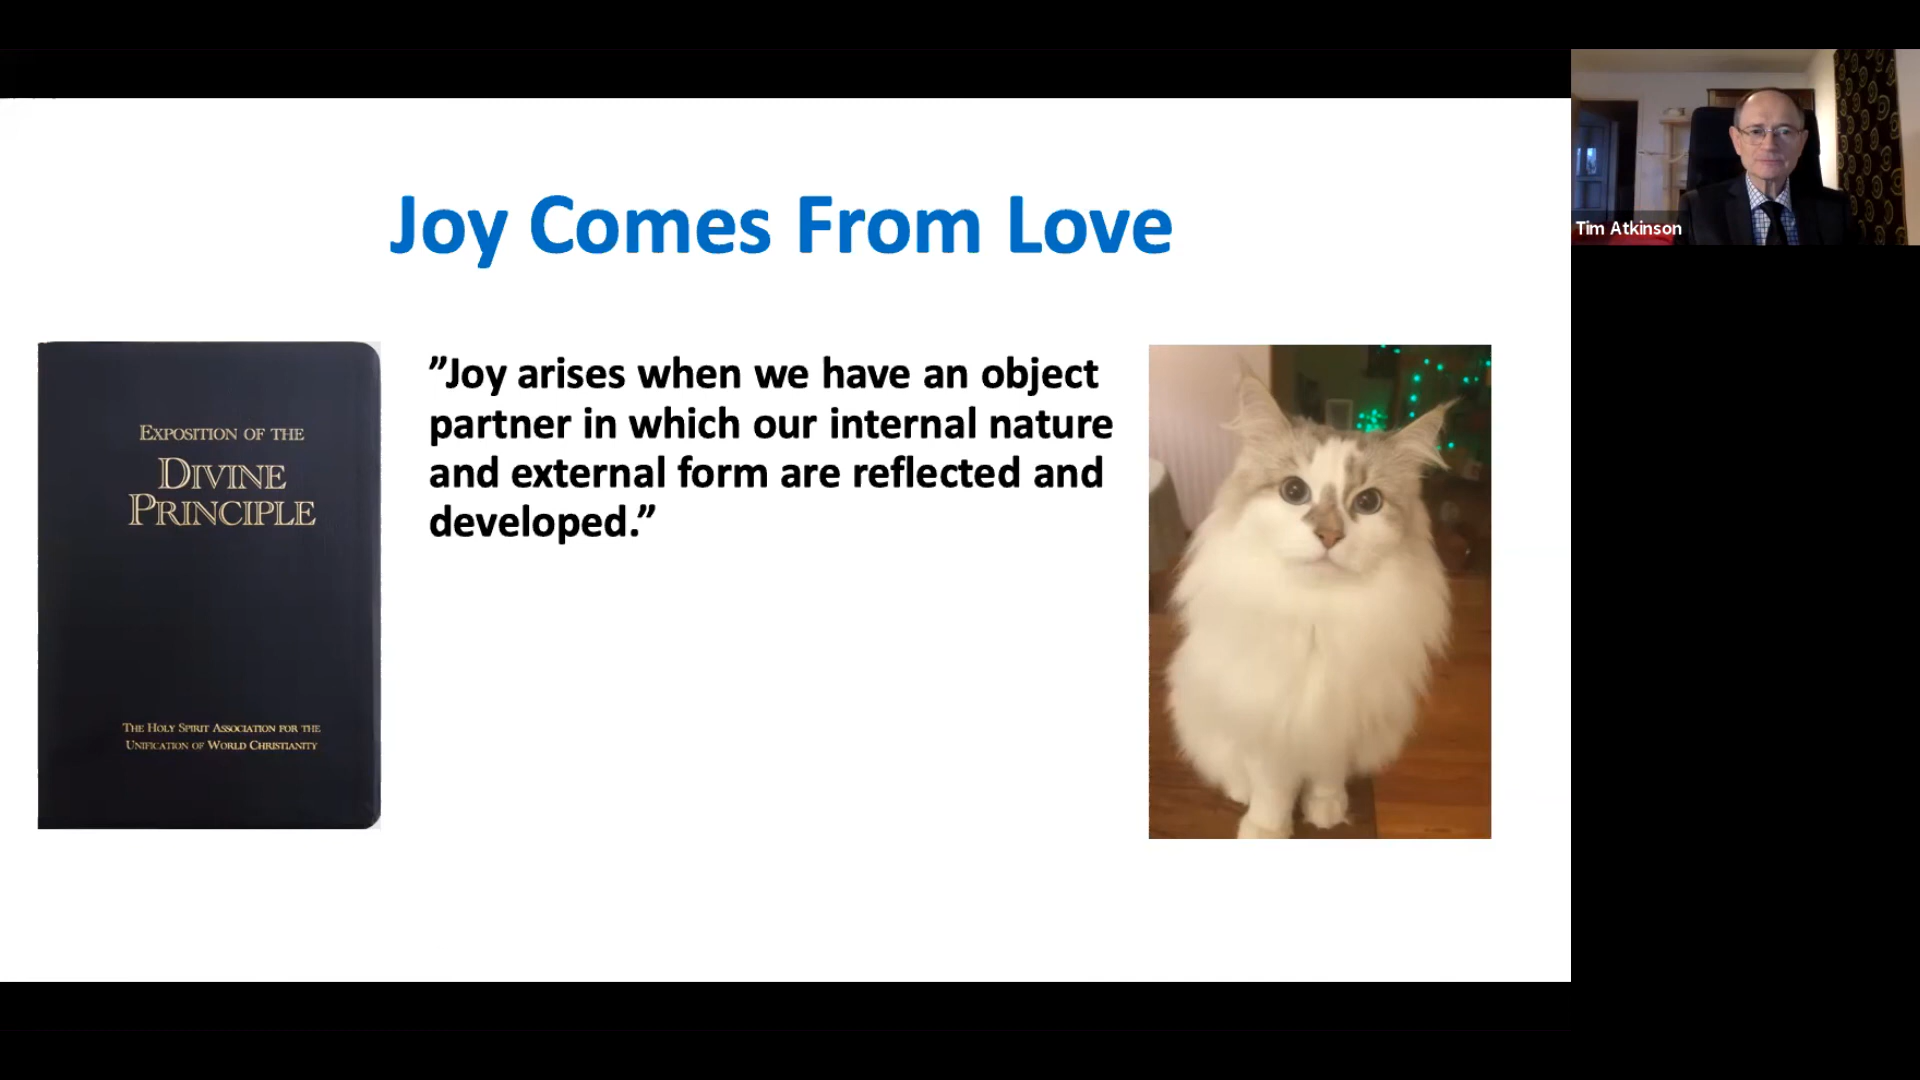 Joy Comes From Love
EXPOSITION OF THE
DIVINE
PRINCIPLE
THE HOLY SPIRIT ASSOCIATION FOR THE
UNIFICATION OF WORLD CHRISTIANITY
”Joy arises when we have an object
partner in which our internal nature
and external form are reflected and
developed.”
Tim Atkinson